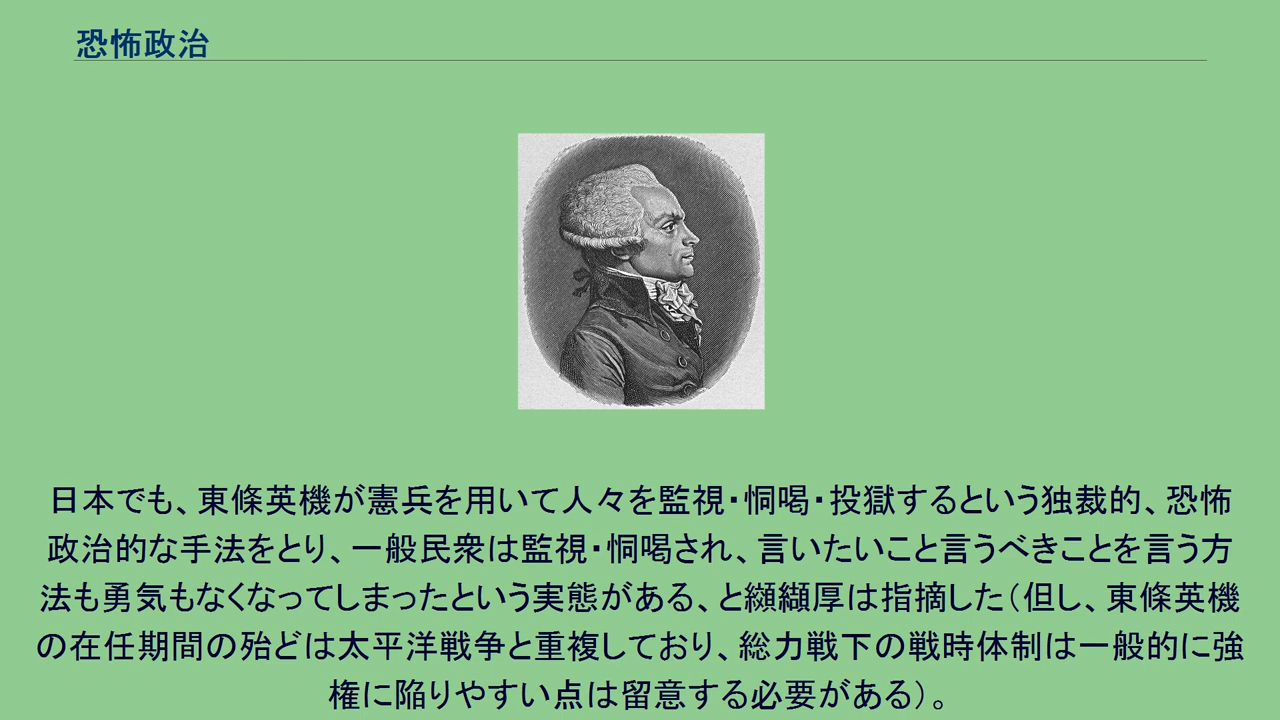 恐怖政治
日本でも、東條英機が憲兵を用いて人々を監視・恫喝・投獄するという独裁的、恐怖
政治的な手法をとり、一般民衆は監視・恫喝され、言いたいこと言うべきことを言う方
法も勇気もなくなってしまったという実態がある、と纐纈厚は指摘した（但し、東條英機
の在任期間の殆どは太平洋戦争と重複しており、総力戦下の戦時体制は一般的に強
権に陥りやすい点は留意する必要がある）。